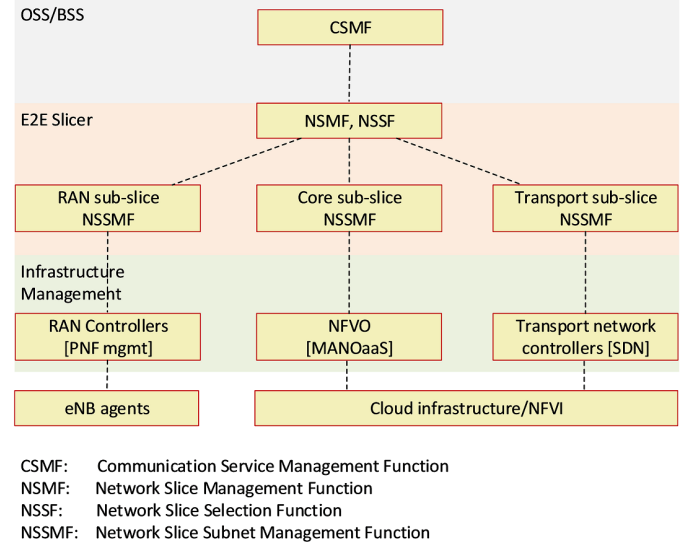 OSS/BSS
CSMF
E2E Slicer
NSMF, NSSF
RAN sub-slice
NSSMF
Core sub-slice
NSSMF
Transport sub-slice
NSSMF
Infrastructure
Management
RAN Controllers
[PNF mgmt]
NFVO
[MANOaaS]
Transport network
controllers [SDN]
eNB agents
Cloud infrastructure/NFVI
CSMF: Communication Service Management Function
NSMF: Network Slice Management Function
NSSF: Network Slice Selection Function
NSSMF: Network Slice Subnet Management Function